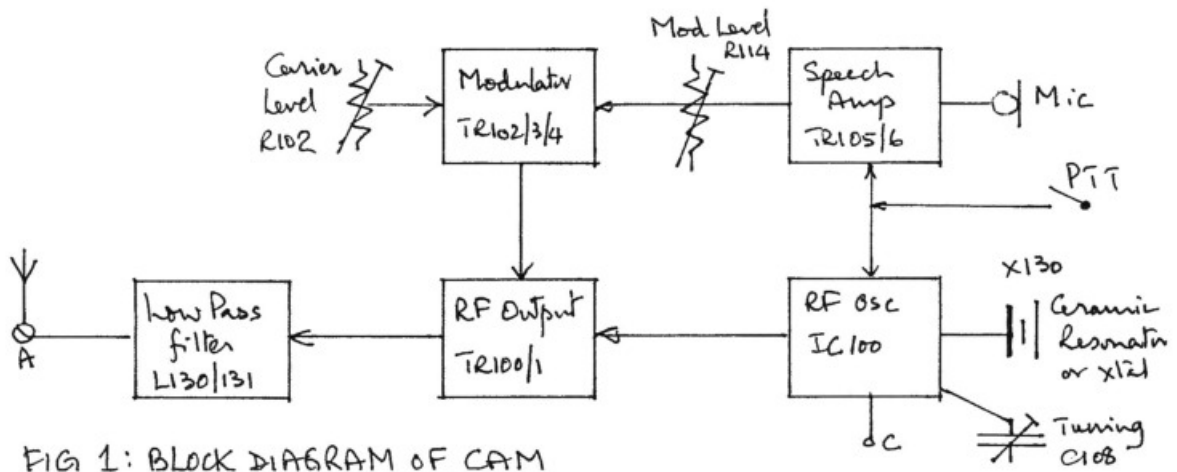 Carrier
Level
R102
Modulator
TR102/3/4
Mod Level
R114
Speech
Amp
TR105/6
Mic
PTT
A
Low Pass
filter
L130/131
RF Output
TR100/1
RF Osc
IC100
X130
Ceramic
Resonator
or xtal
C
Tuning
C108
FIG 1: BLOCK DIAGRAM OF CAM